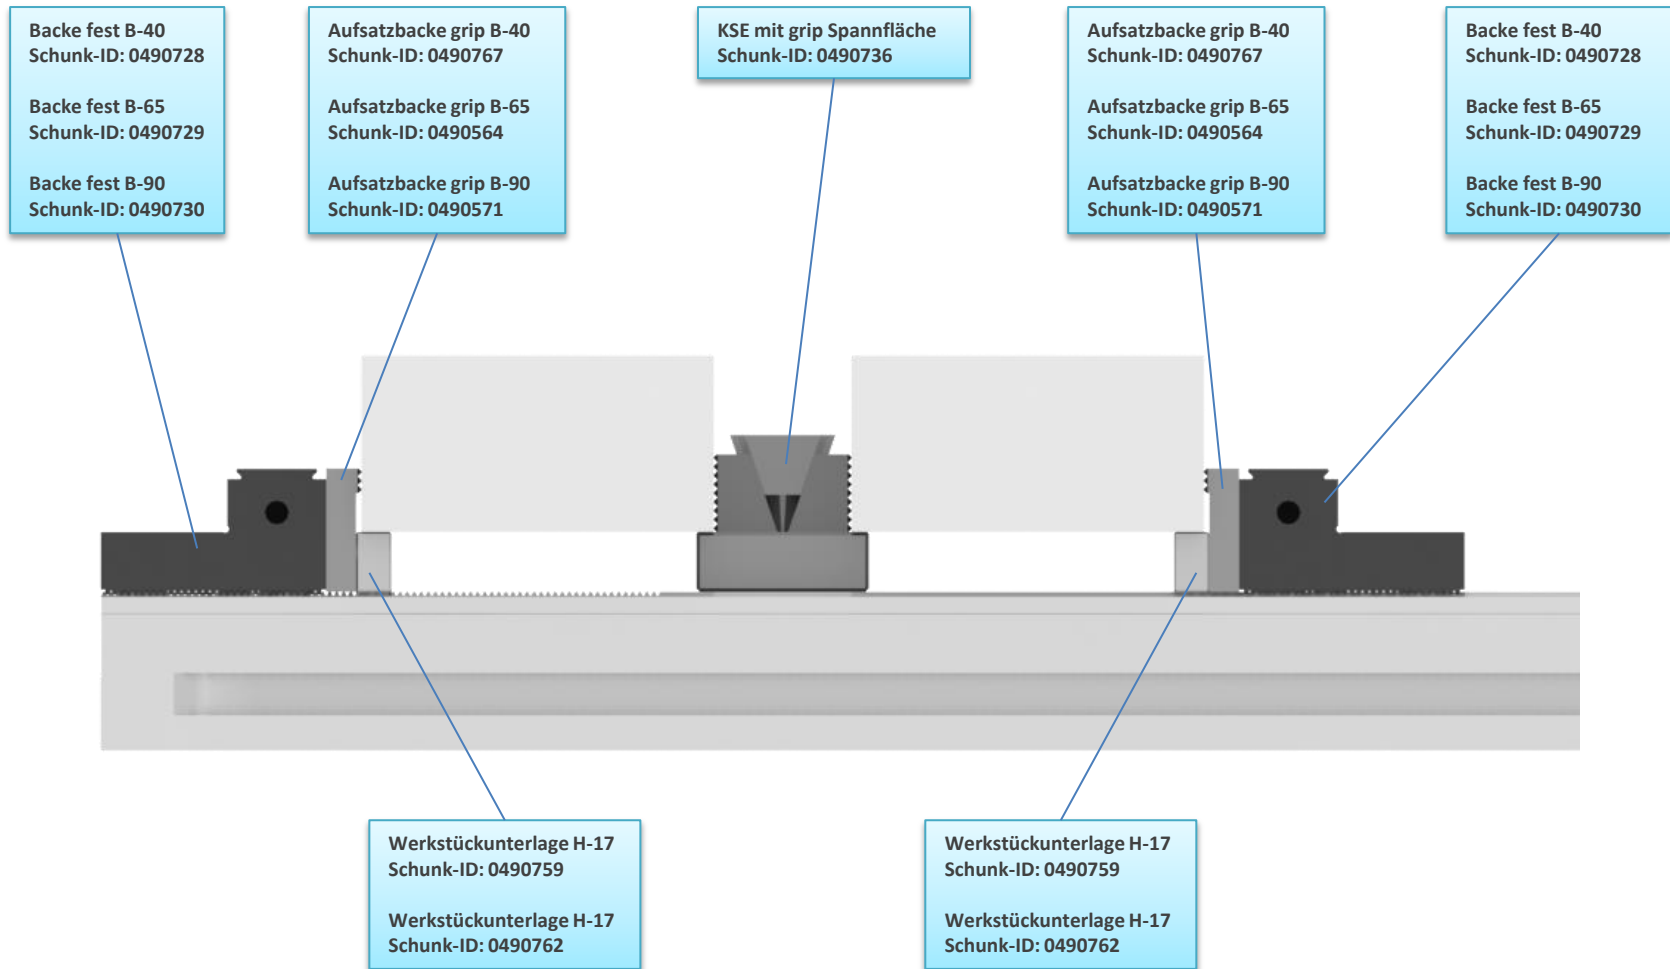 Backe fest B-40
Schunk-ID: 0490728
Backe fest B-65
Schunk-ID: 0490729
Backe fest B-90
Schunk-ID: 0490730
Aufsatzbacke grip B-40
Schunk-ID: 0490767
Aufsatzbacke grip B-65
Schunk-ID: 0490564
Aufsatzbacke grip B-90
Schunk-ID: 0490571
KSE mit grip Spannfläche
Schunk-ID: 0490736
Aufsatzbacke grip B-40
Schunk-ID: 0490767
Aufsatzbacke grip B-65
Schunk-ID: 0490564
Aufsatzbacke grip B-90
Schunk-ID: 0490571
Backe fest B-40
Schunk-ID: 0490728
Backe fest B-65
Schunk-ID: 0490729
Backe fest B-90
Schunk-ID: 0490730
Werkstückunterlage H-17
Schunk-ID: 0490759
Werkstückunterlage H-17
Schunk-ID: 0490762
Werkstückunterlage H-17
Schunk-ID: 0490759
Werkstückunterlage H-17
Schunk-ID: 0490762